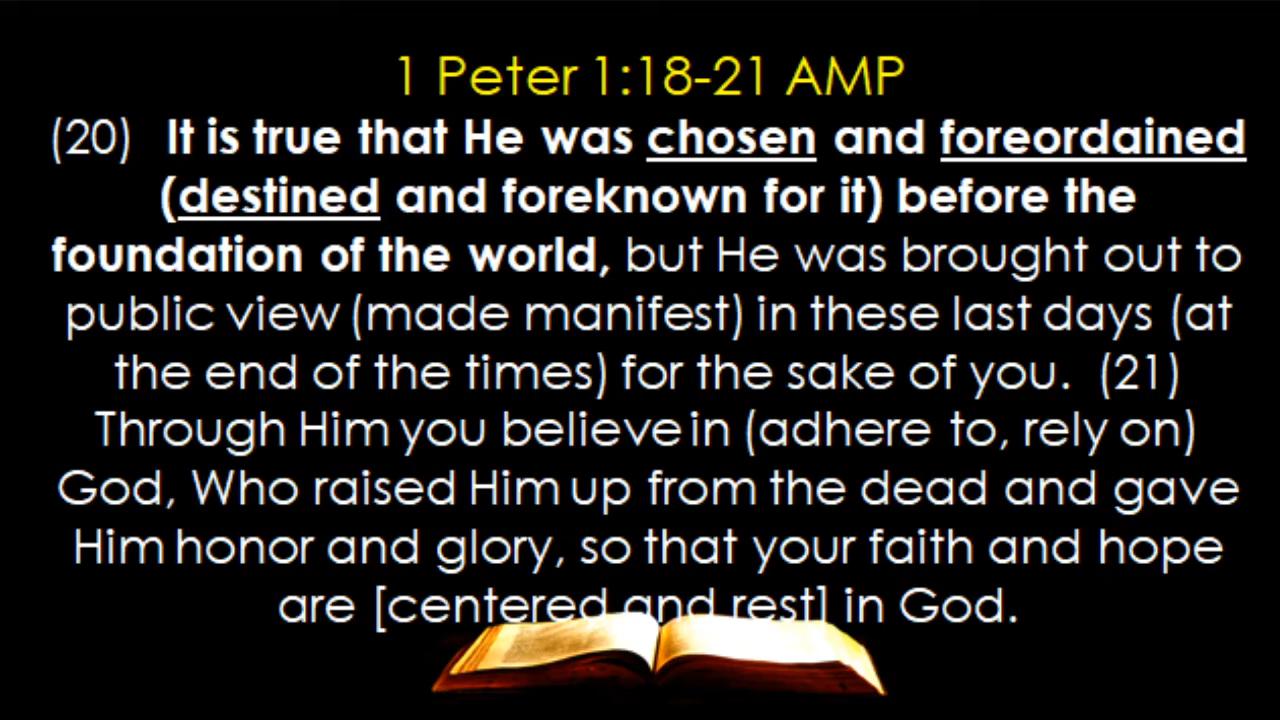 1 Peter 1:18-21 AMP
(20) It is true that He was chosen and foreordained
(destined and foreknown for it) before the
foundation of the world, but He was brought out to
public view (made manifest) in these last days (at
the end of the times) for the sake of you. (21)
Through Him you believe in (adhere to, rely on)
God, Who raised Him up from the dead and gave
Him honor and glory, so that your faith and hope
are [centered and rest] in God.